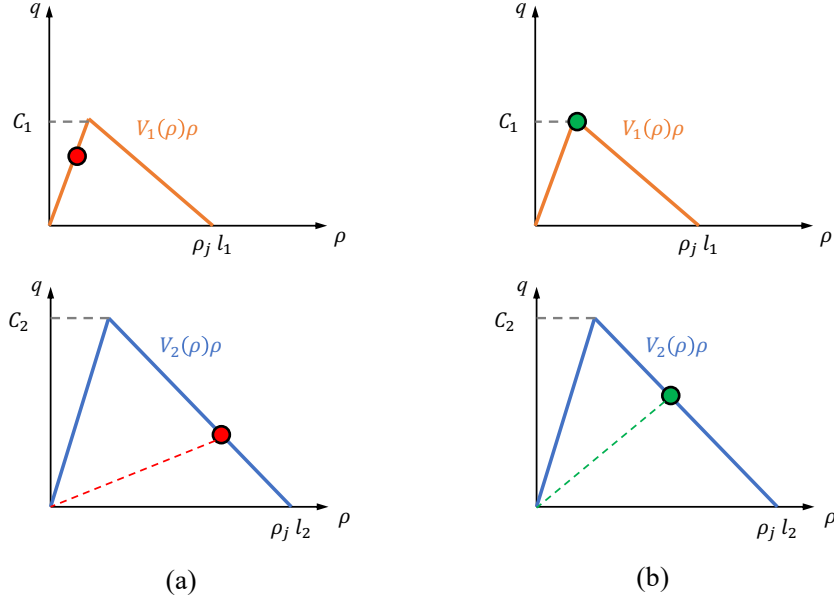 q
C₁
V₁(ρ)ρ
ρⱼ l₁
ρ
q
C₂
V₂(ρ)ρ
ρⱼ l₂
ρ
(a)
q
C₁
V₁(ρ)ρ
ρⱼ l₁
ρ
q
C₂
V₂(ρ)ρ
ρⱼ l₂
ρ
(b)